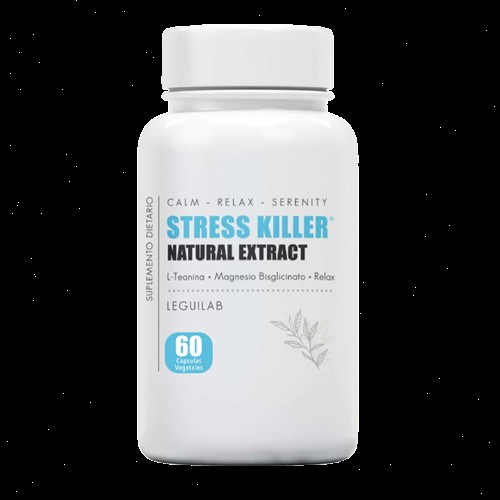 CALM - RELAX - SERENITY
STRESS KILLER®
NATURAL EXTRACT
L-Teanina + Magnesio Bisglicinato + Relax
LEGUILAB
60
Cápsulas
Vegetales
SUPLEMENTO DIETARIO